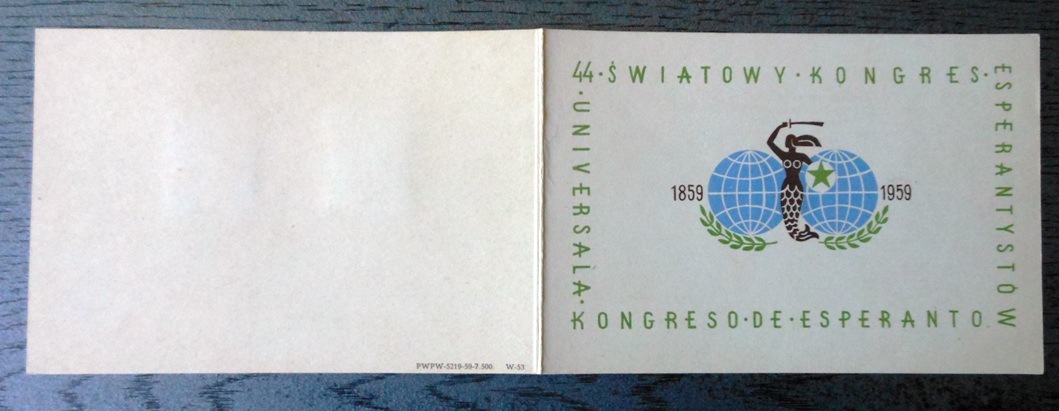 44·ŚWIATOWY·KONGRES·
ESPERANTYSTÓW
·UNIVERSALA·
KONGRESO·DE·ESPERANTO
1859
1959
PWPW-5219-59-7.500. W-53.